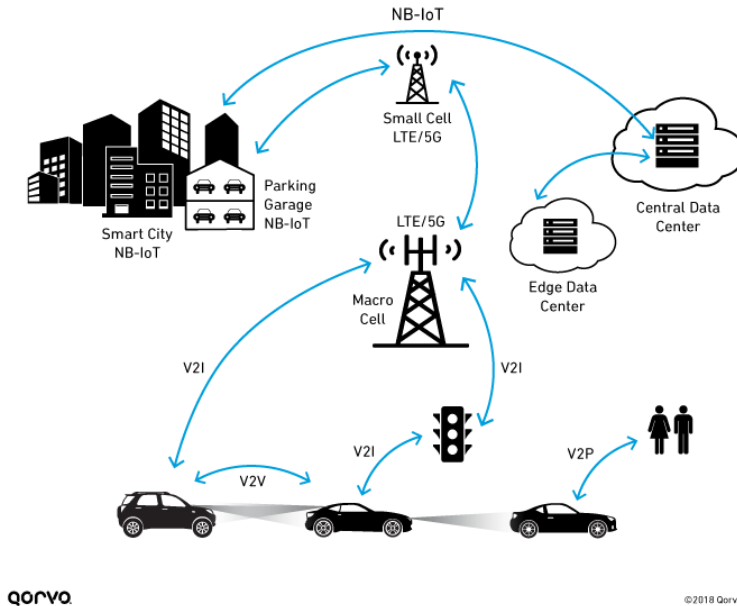 NB-IoT
Small Cell
LTE/5G
Parking
Garage
NB-IoT
Smart City
NB-IoT
Central Data
Center
LTE/5G
Edge Data
Center
Macro
Cell
V2I
V2I
V2I
V2P
V2V
QORVO
©2018 Qorv